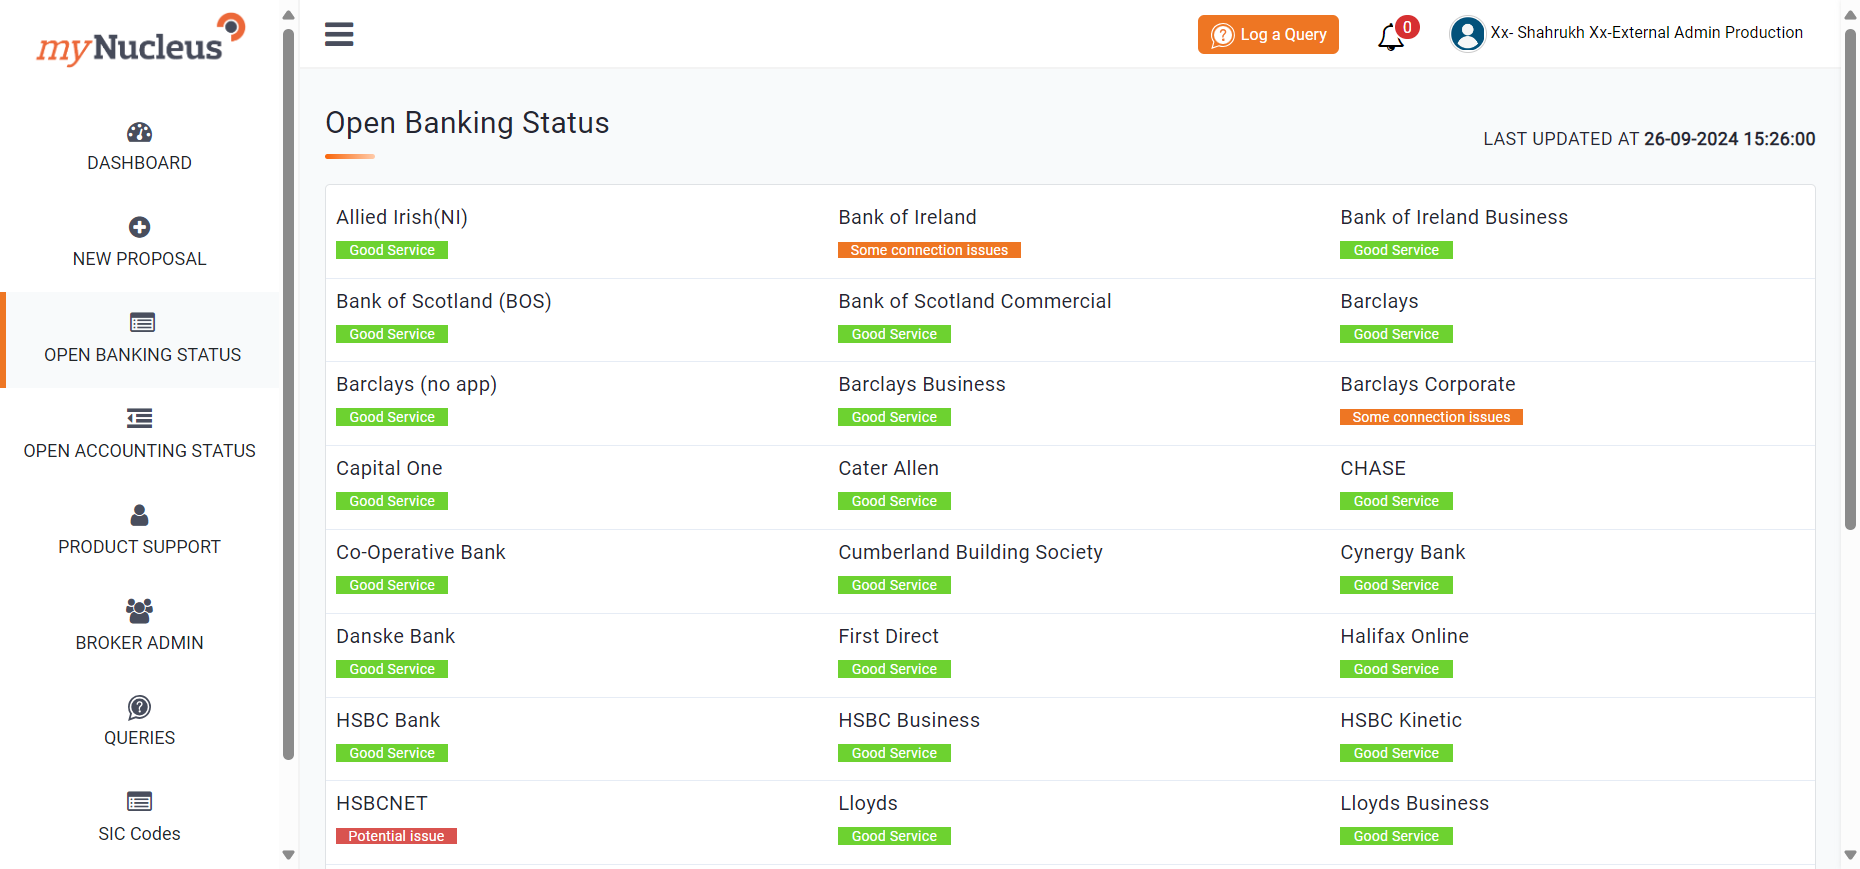 myNucleus
Log a Query
0
Xx- Shahrukh Xx-External Admin Production
DASHBOARD
NEW PROPOSAL
OPEN BANKING STATUS
OPEN ACCOUNTING STATUS
PRODUCT SUPPORT
BROKER ADMIN
QUERIES
SIC Codes
Open Banking Status
LAST UPDATED AT 26-09-2024 15:26:00
Allied Irish(NI)
Good Service
Bank of Ireland
Some connection issues
Bank of Ireland Business
Good Service
Bank of Scotland (BOS)
Good Service
Bank of Scotland Commercial
Good Service
Barclays
Good Service
Barclays (no app)
Good Service
Barclays Business
Good Service
Barclays Corporate
Some connection issues
Capital One
Good Service
Cater Allen
Good Service
CHASE
Good Service
Co-Operative Bank
Good Service
Cumberland Building Society
Good Service
Cynergy Bank
Good Service
Danske Bank
Good Service
First Direct
Good Service
Halifax Online
Good Service
HSBC Bank
Good Service
HSBC Business
Good Service
HSBC Kinetic
Good Service
HSBCNET
Potential issue
Lloyds
Good Service
Lloyds Business
Good Service